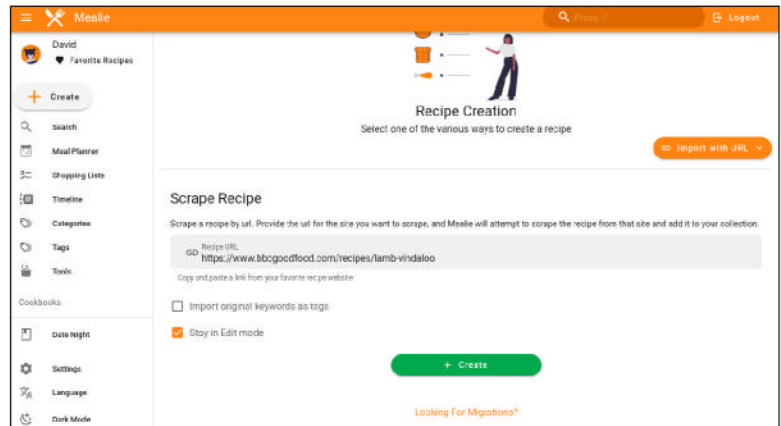 Mealie
Press
Logout
David
Favorite Recipes
Create
Search
Meal Planner
Shopping Lists
Timeline
Categories
Tags
Tools
Cookbooks
Date Night
Settings
Language
Dark Mode
Recipe Creation
Select one of the various ways to create a recipe
Import with URL
Scrape Recipe
Scrape a recipe by url. Provide the url for the site you want to scrape, and Mealie will attempt to scrape the recipe from that site and add it to your collection.
Recipe URL
https://www.bbcgoodfood.com/recipes/lamb-vindaloo
Copy and paste a link from your favorite recipe website
Import original keywords as tags
Stay in Edit mode
+ Create
Looking For Migrations?